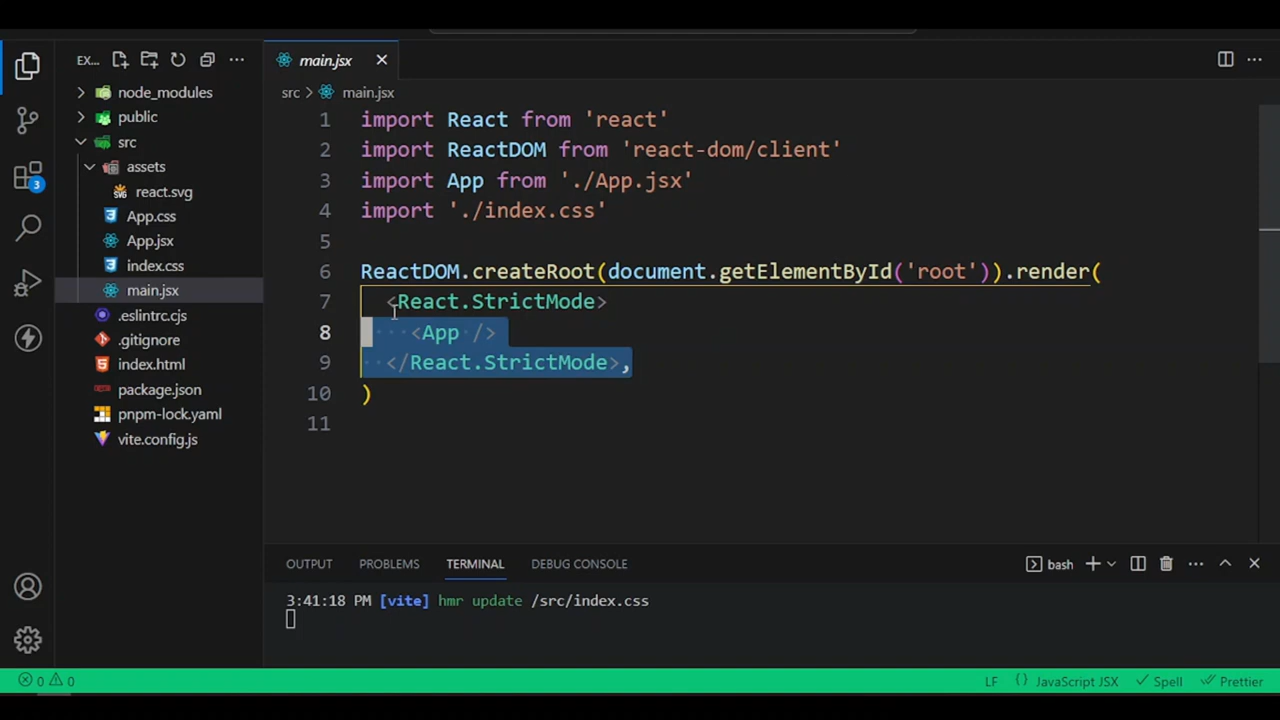 EX...
node_modules
public
src
assets
react.svg
App.css
App.jsx
index.css
main.jsx
.eslintrc.cjs
.gitignore
index.html
package.json
pnpm-lock.yaml
vite.config.js
3
main.jsx
src > main.jsx
1 import React from 'react'
2 import ReactDOM from 'react-dom/client'
3 import App from './App.jsx'
4 import './index.css'
5
6 ReactDOM.createRoot(document.getElementById('root')).render(
7 <React.StrictMode>
8 <App />
9 </React.StrictMode>,
10 )
11
OUTPUT PROBLEMS TERMINAL DEBUG CONSOLE bash
3:41:18 PM [vite] hmr update /src/index.css
0 0 LF {} JavaScript JSX Spell Prettier